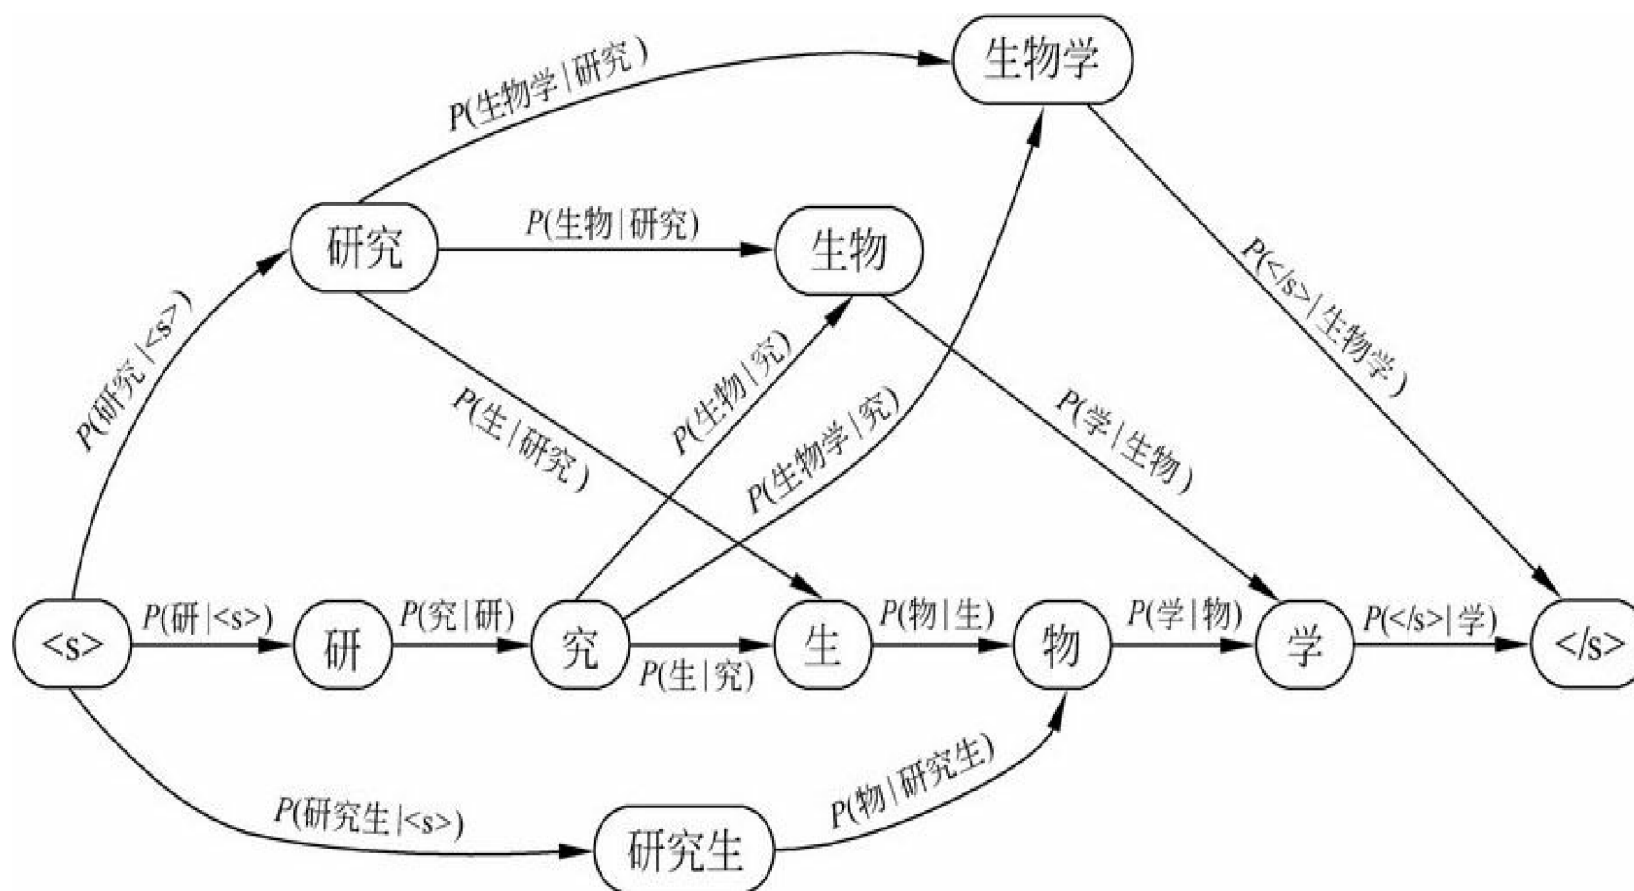 生物学
P(生物学|研究)
研究
P(生物|研究)
生物
P(研究|<s>)
P(</s>|生物学)
P(生|研究)
P(生物|究)
P(生物学|究)
P(学|生物)
<s>
P(研|<s>)
研
P(究|研)
究
P(生|究)
生
P(物|生)
物
P(学|物)
学
P(</s>|学)
</s>
P(研究生|<s>)
研究生
P(物|研究生)